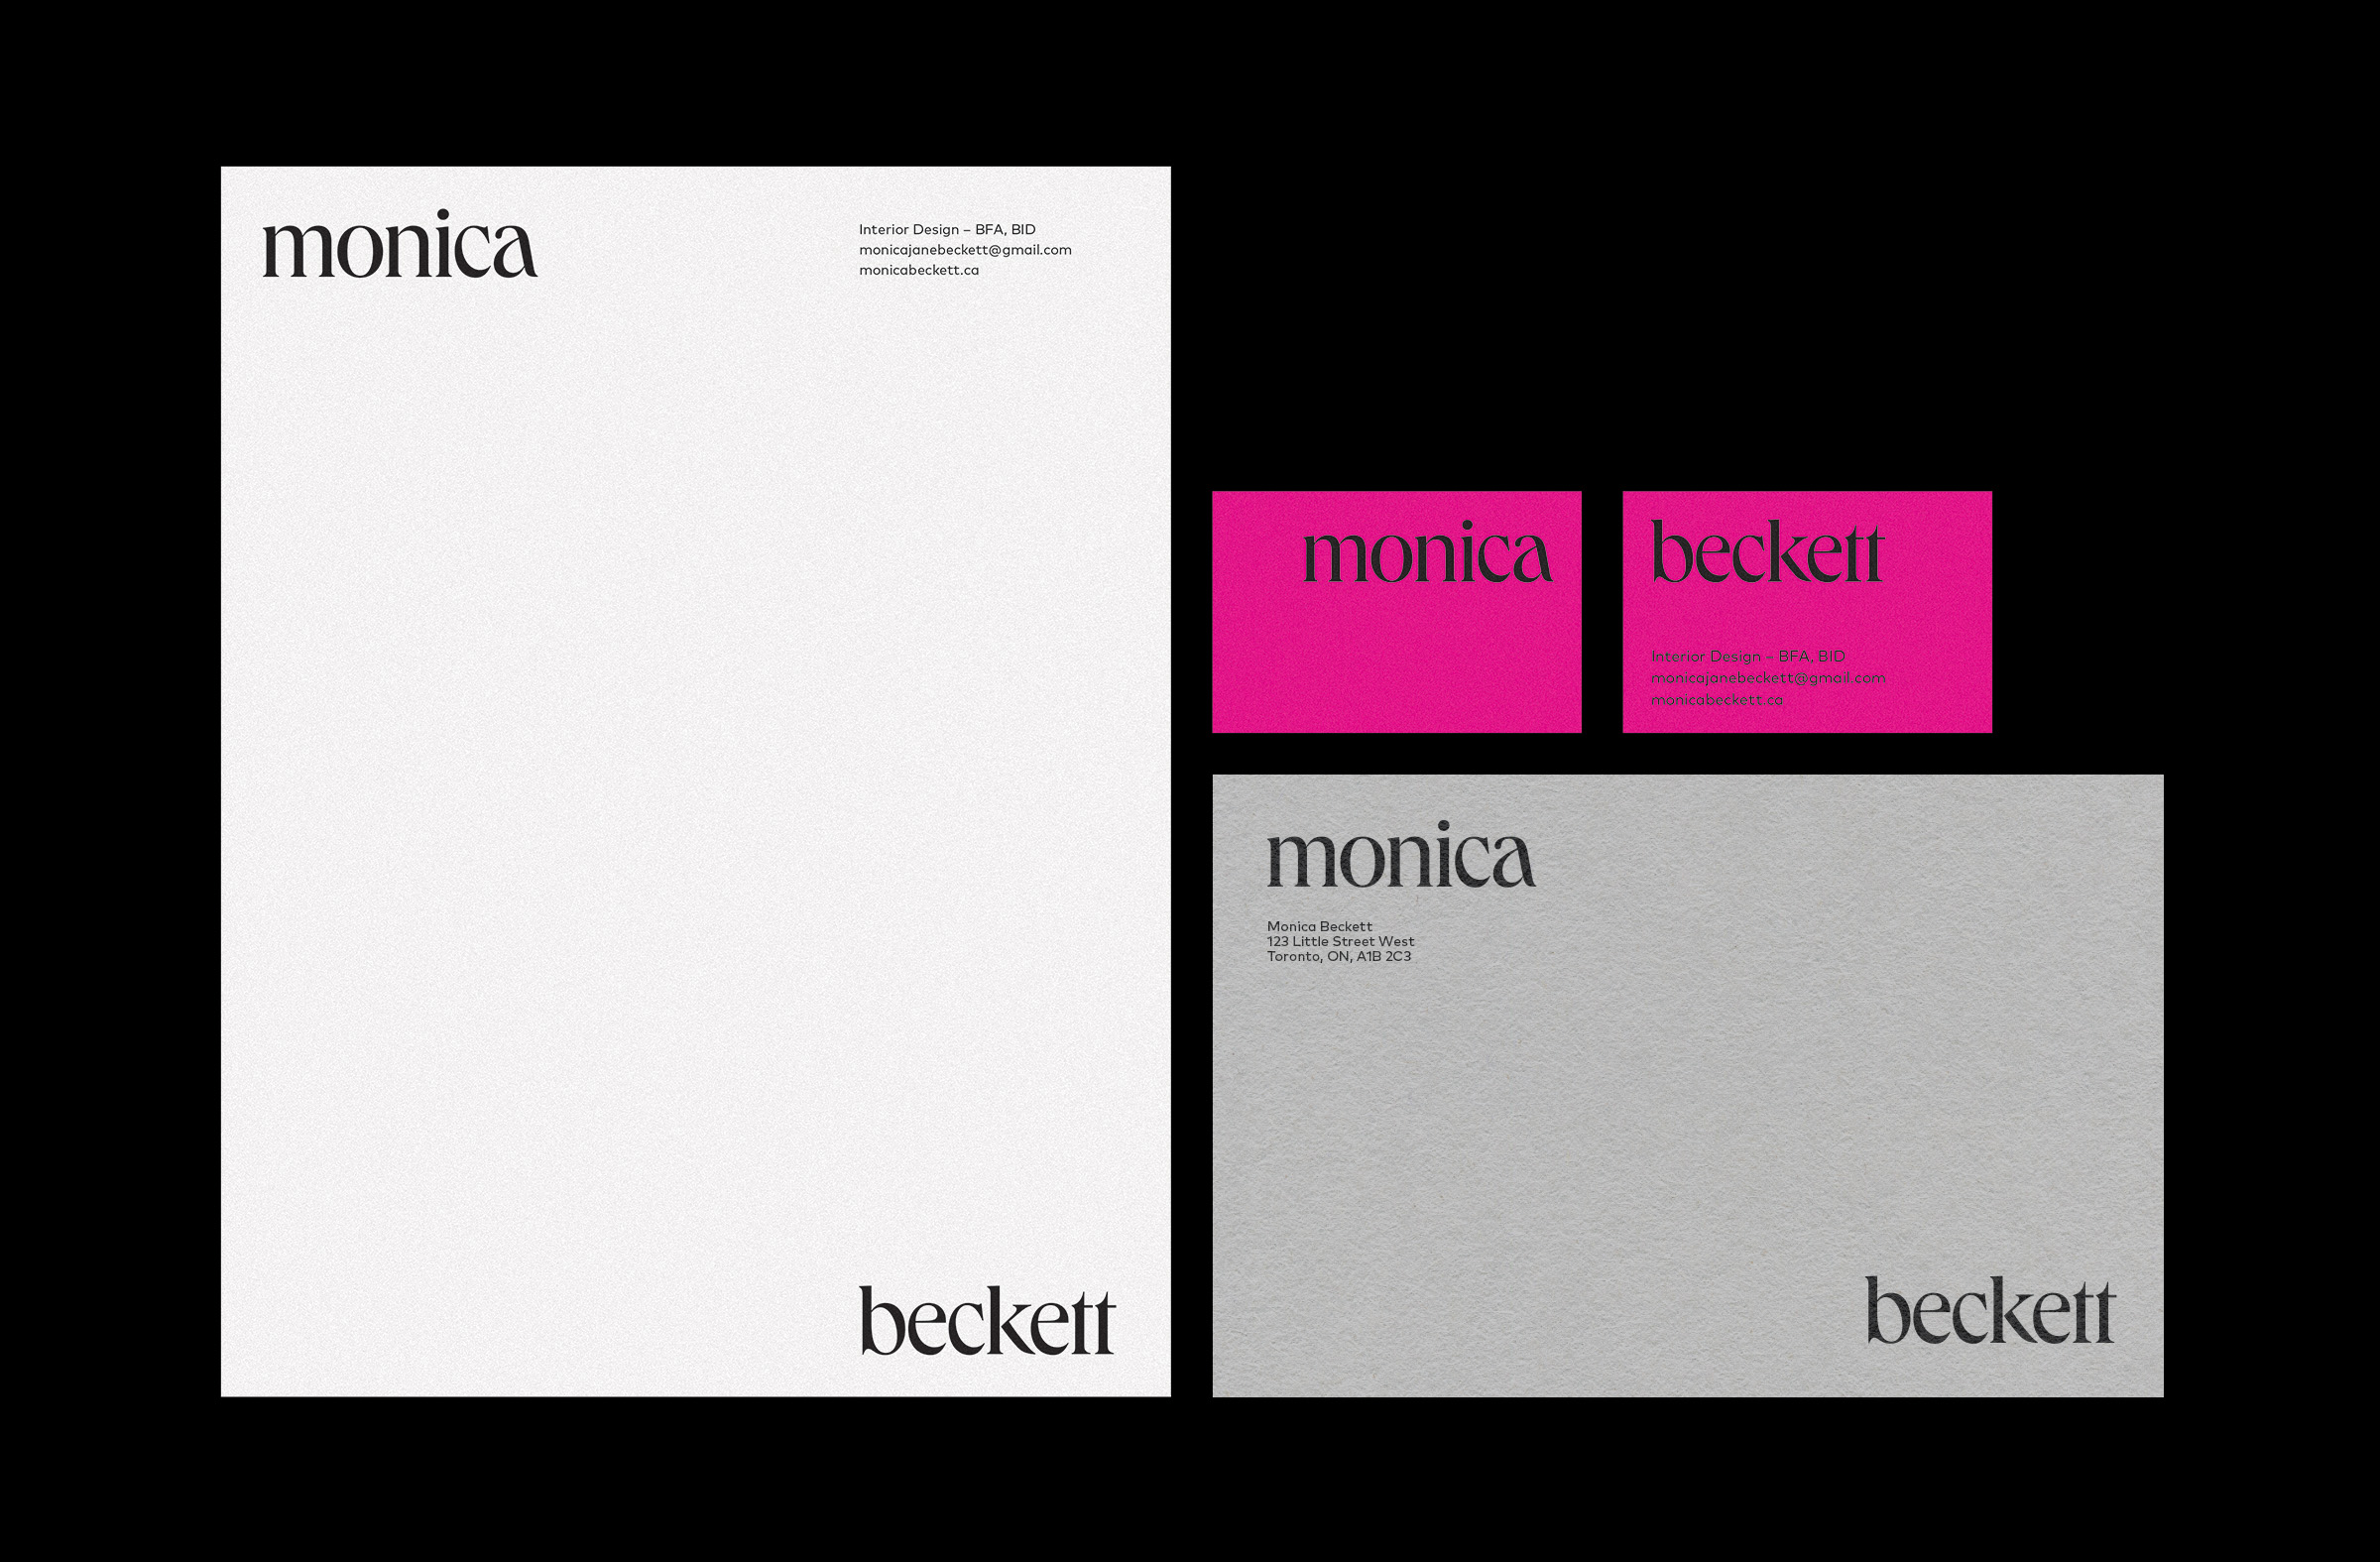 monica
Interior Design – BFA, BID
monicajanebeckett@gmail.com
monicabeckett.ca
beckett
monica
beckett
Interior Design – BFA, BID
monicajanebeckett@gmail.com
monicabeckett.ca
monica
Monica Beckett
123 Little Street West
Toronto, ON, A1B 2C3
beckett